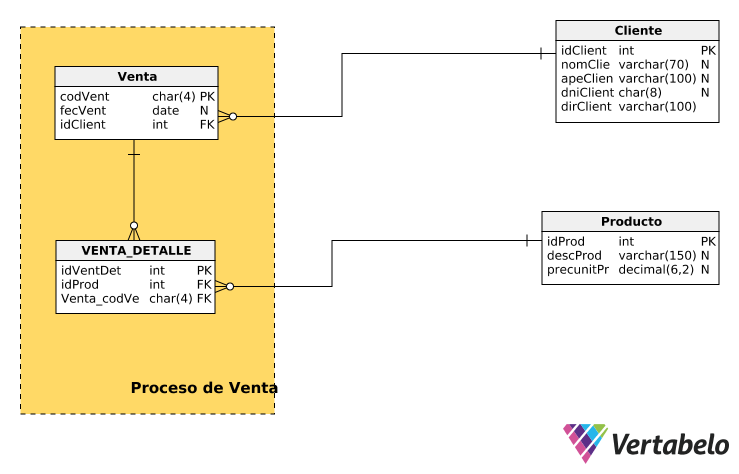 Cliente
idClient int PK
nomClie varchar(70) N
apeClien varchar(100) N
dniClient char(8) N
dirClient varchar(100)
Venta
codVent char(4) PK
fecVent date N
idClient int FK
VENTA_DETALLE
idVentDet int PK
idProd int FK
Venta_codVe char(4) FK
Producto
idProd int PK
descProd varchar(150) N
precunitPr decimal(6,2) N
Proceso de Venta
Vertabelo